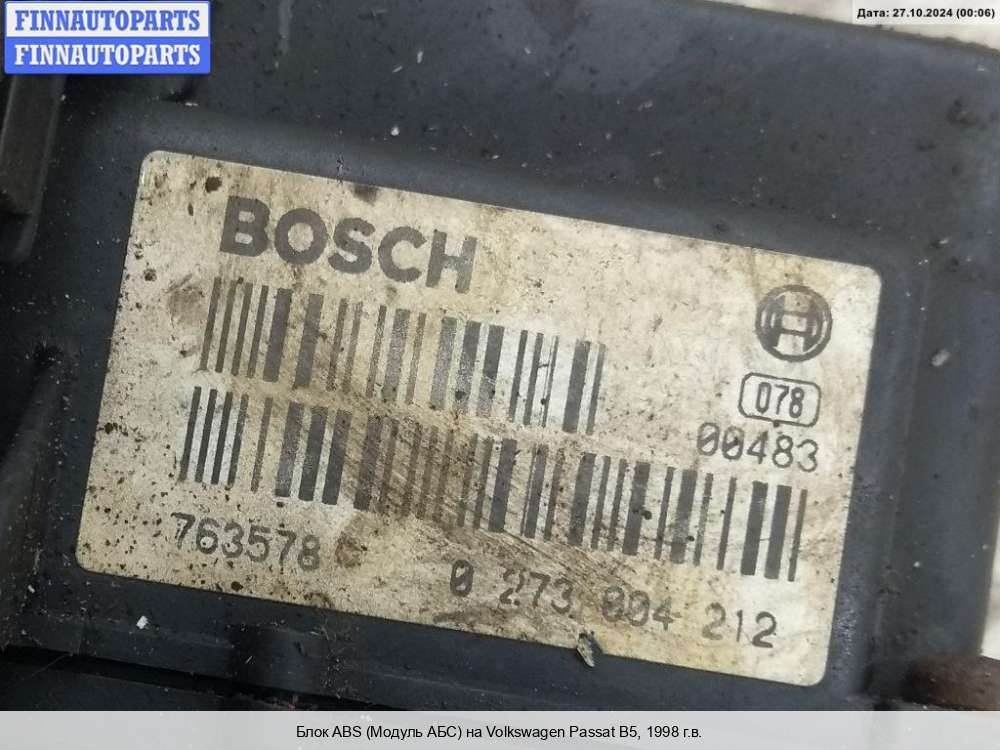 FINNAUTOPARTS
FINNAUTOPARTS
Дата: 27.10.2024 (00:06)
BOSCH
078
00483
763578
0 273 004 212
Блок ABS (Модуль АБС) на Volkswagen Passat B5, 1998 г.в.